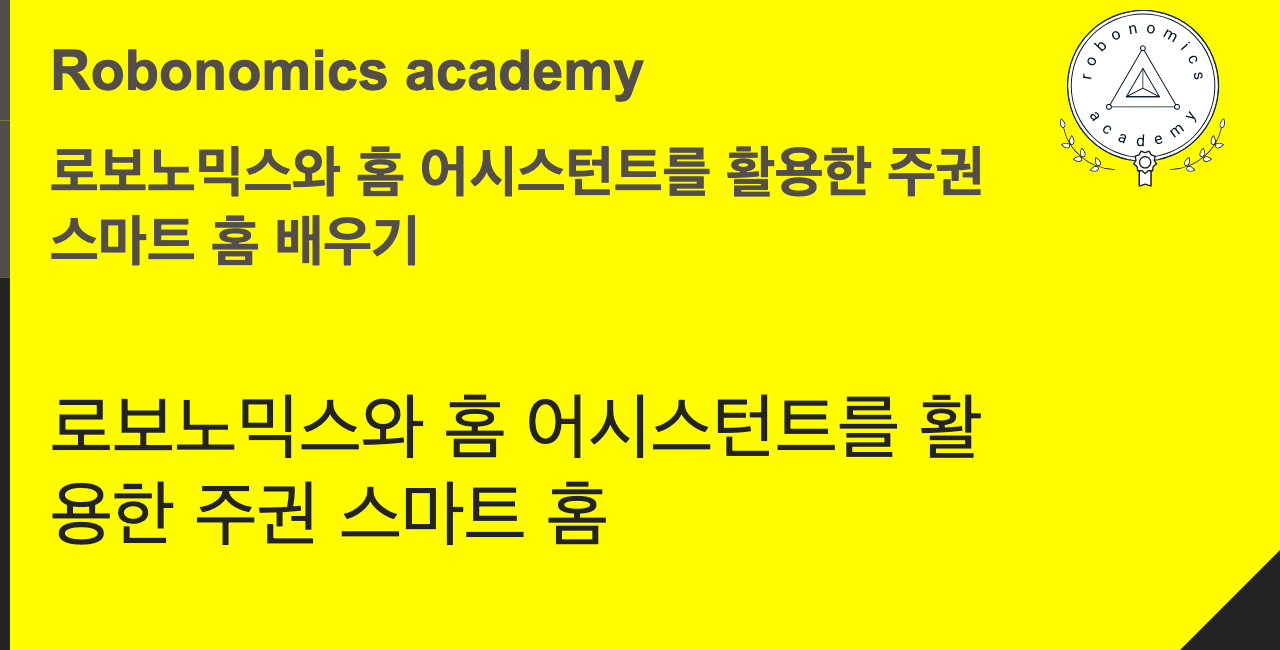 Robonomics academy
로보노믹스와 홈 어시스턴트를 활용한 주권
스마트 홈 배우기
로보노믹스와 홈 어시스턴트를 활
용한 주권 스마트 홈
robonomics
academy